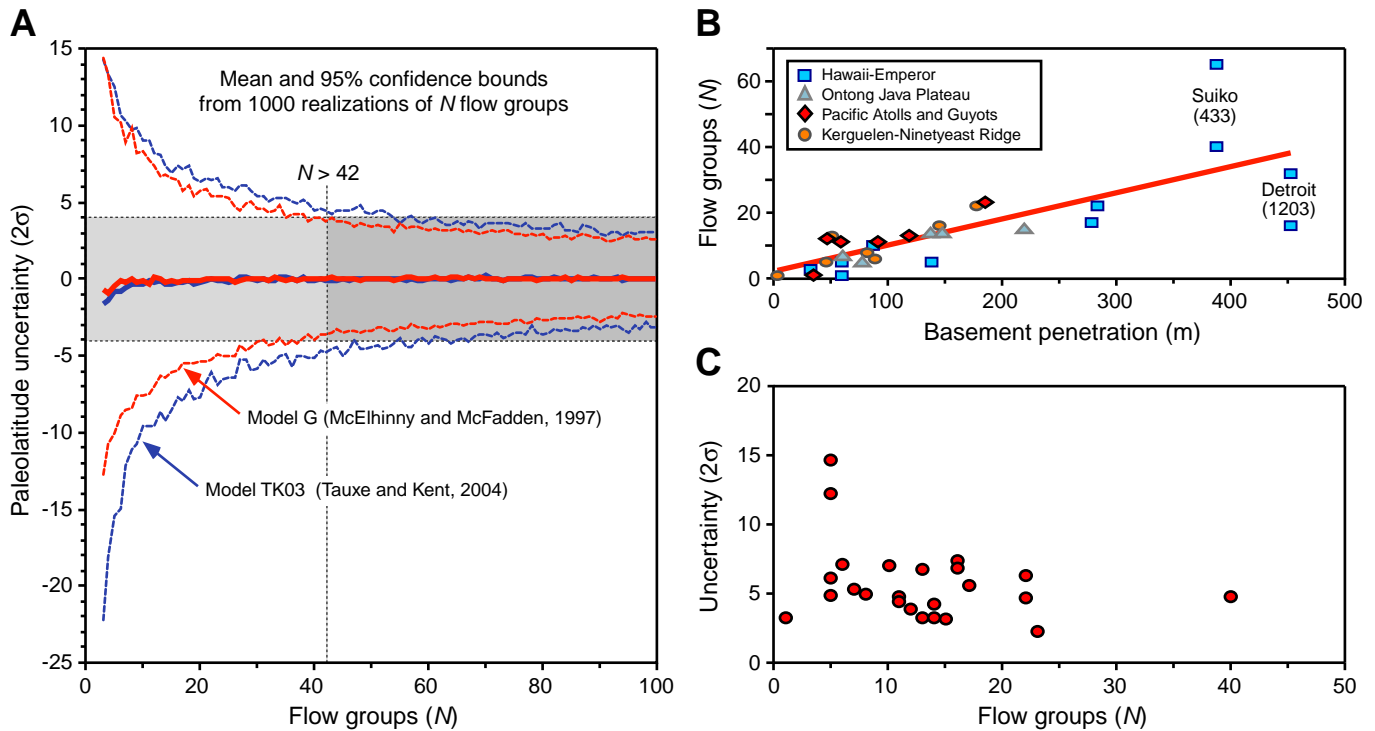 A
15
10
5
0
-5
-10
-15
-20
-25
Paleolatitude uncertainty (2σ)
Mean and 95% confidence bounds
from 1000 realizations of N flow groups
N > 42
Model G (McElhinny and McFadden, 1997)
Model TK03 (Tauxe and Kent, 2004)
0 20 40 60 80 100
Flow groups (N)
B
60
40
20
0
Flow groups (N)
Hawaii-Emperor
Ontong Java Plateau
Pacific Atolls and Guyots
Kerguelen-Ninetyeast Ridge
Suiko
(433)
Detroit
(1203)
0 100 200 300 400 500
Basement penetration (m)
C
20
15
10
5
0
Uncertainty (2σ)
0 10 20 30 40 50
Flow groups (N)